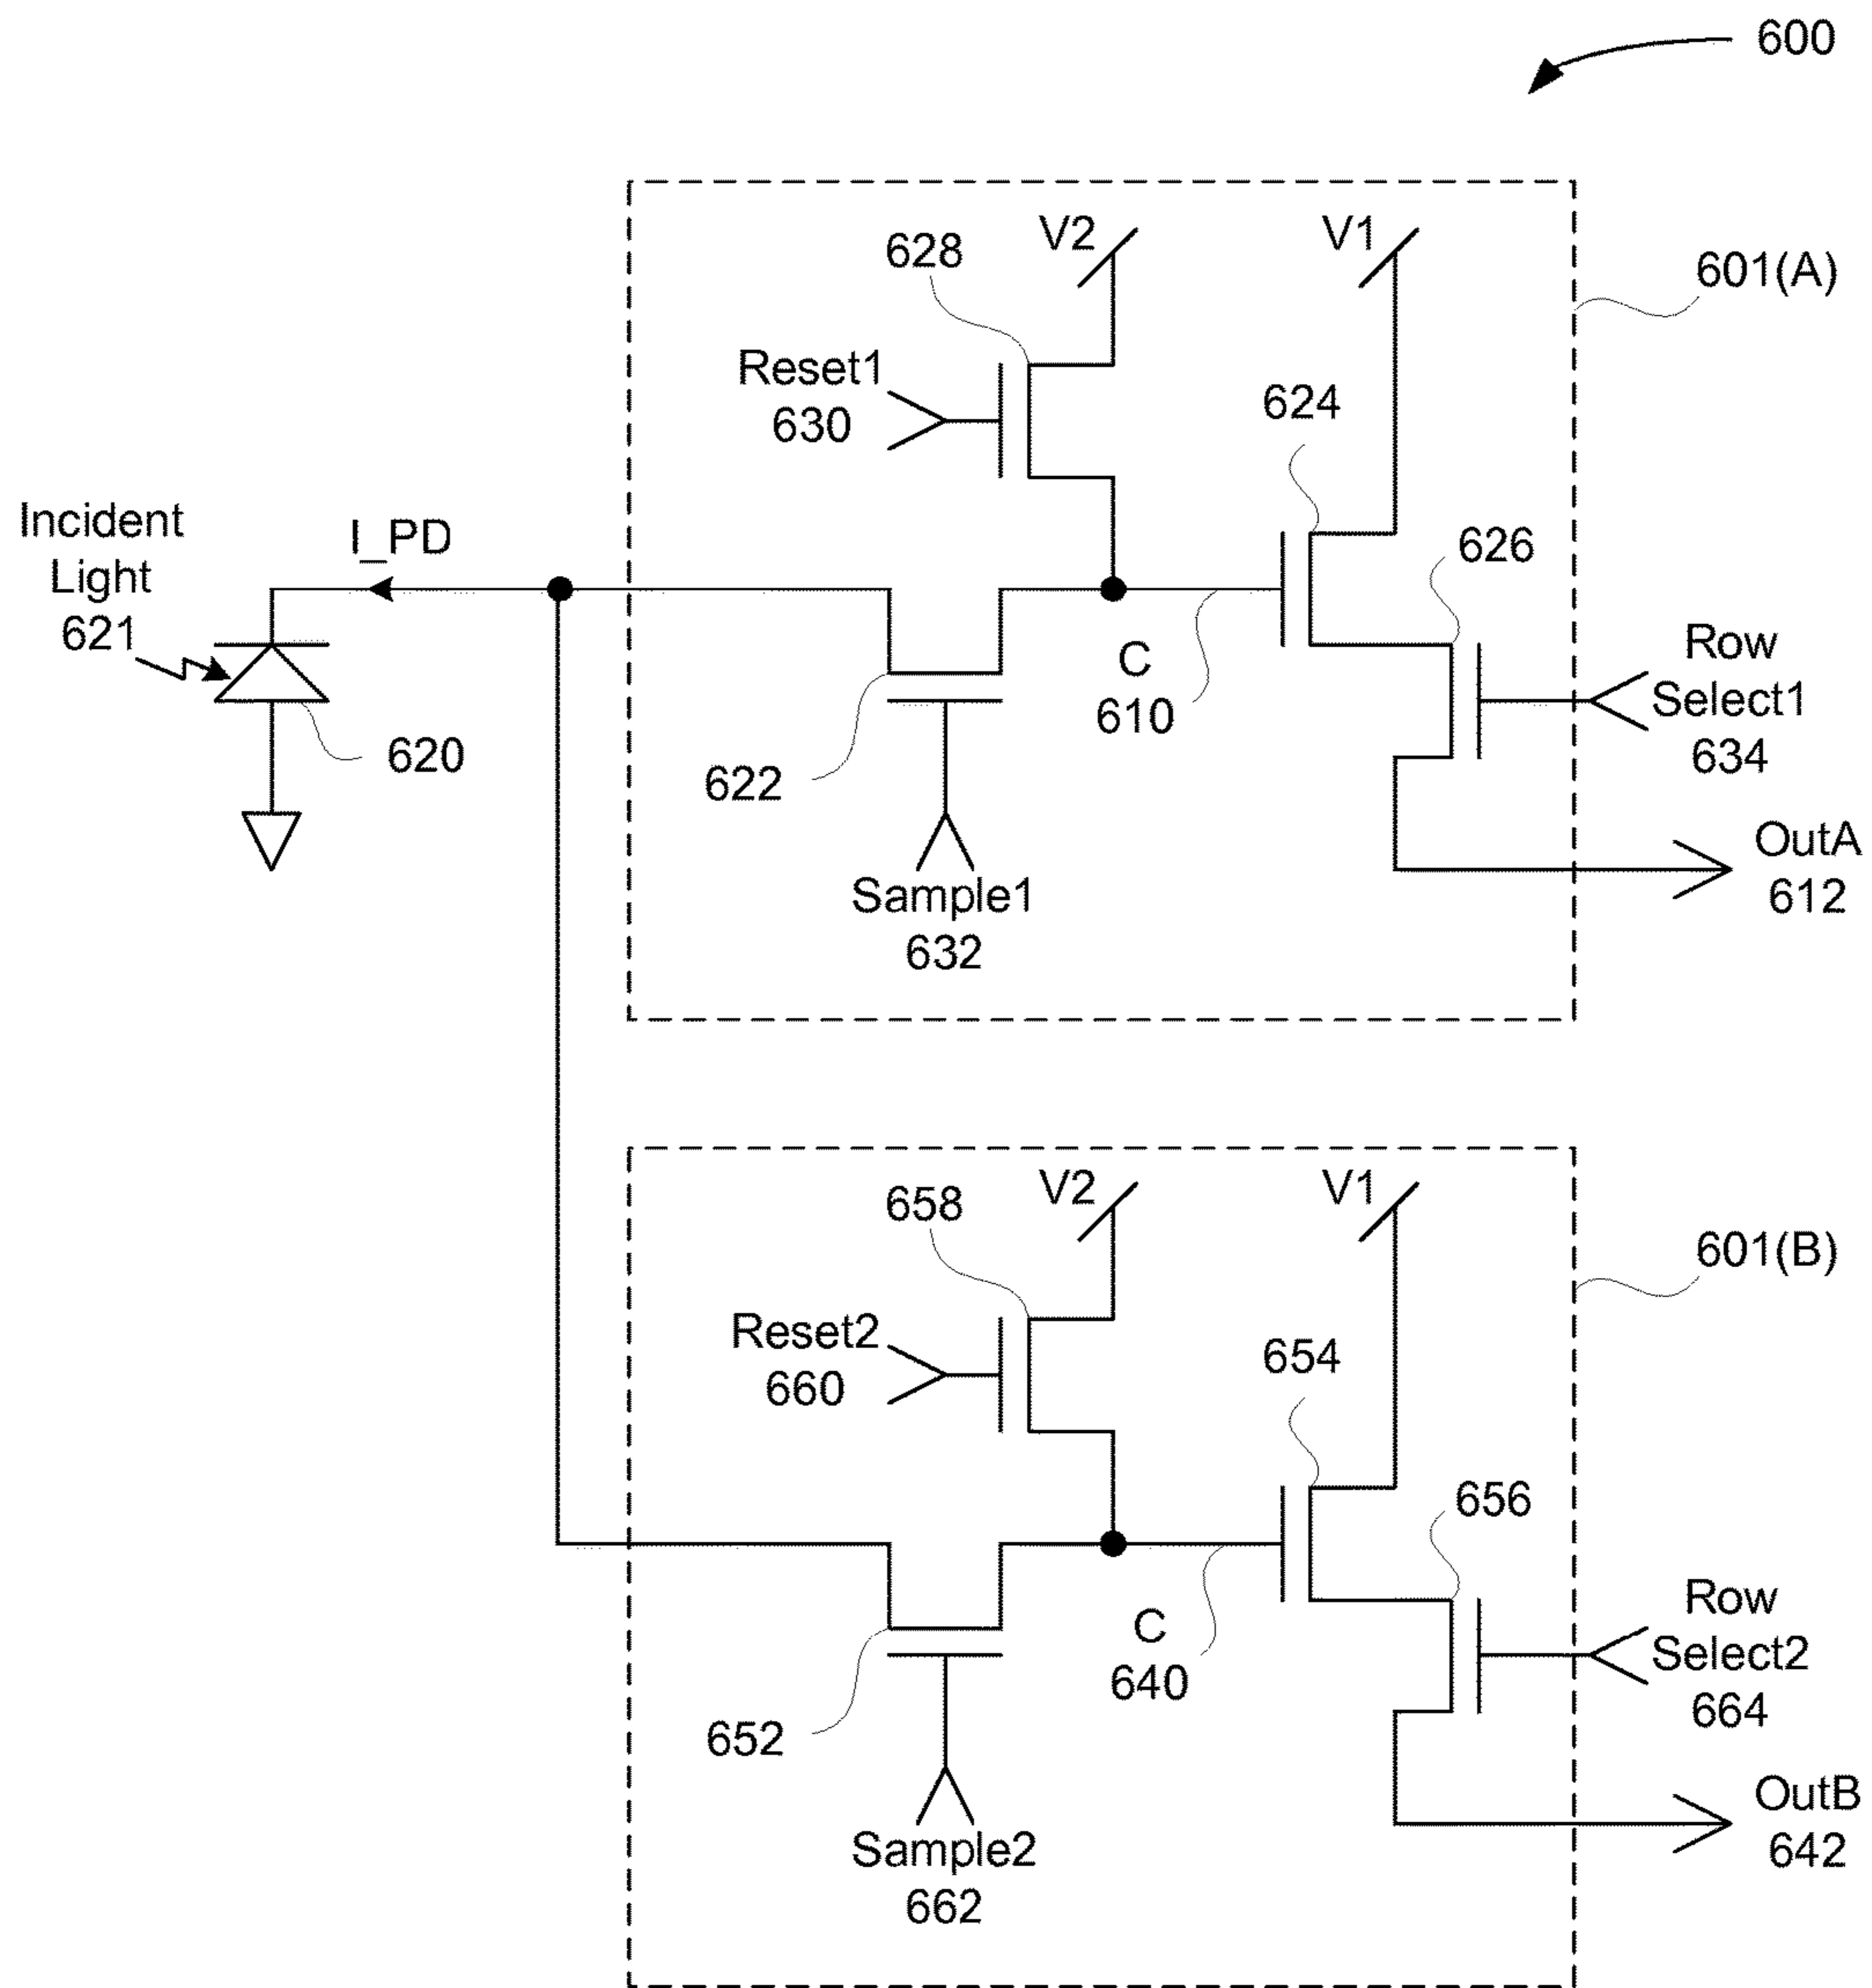 600
V2
V1
628
601(A)
Reset1
630
624
Incident
Light
621
I_PD
626
Row
Select1
634
C
610
620
622
OutA
612
Sample1
632
V2
V1
658
601(B)
Reset2
660
654
656
Row
Select2
664
C
640
652
OutB
642
Sample2
662